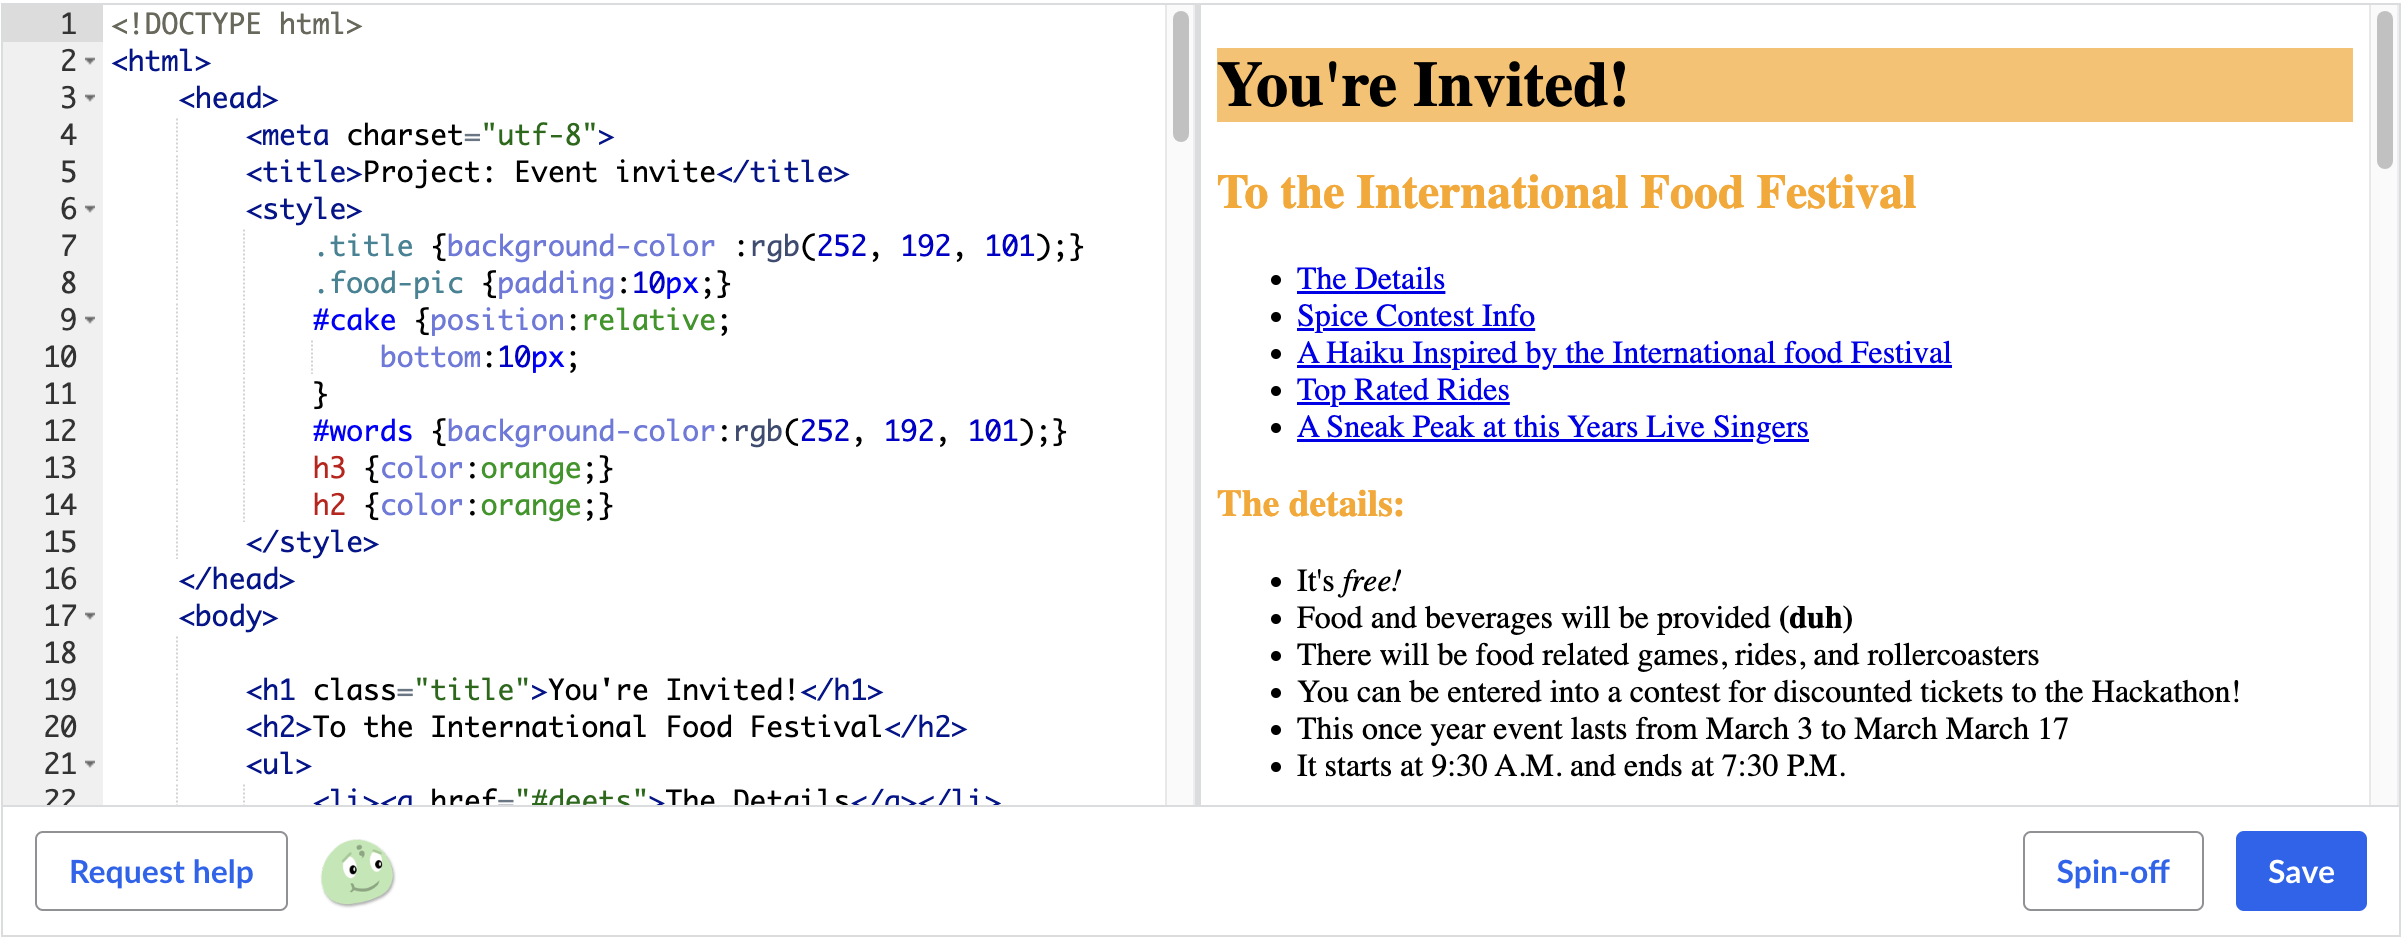 1 <!DOCTYPE html>
2 <html>
3 <head>
4 <meta charset="utf-8">
5 <title>Project: Event invite</title>
6 <style>
7 .title {background-color :rgb(252, 192, 101);}
8 .food-pic {padding:10px;}
9 #cake {position:relative;
10 bottom:10px;
11 }
12 #words {background-color:rgb(252, 192, 101);}
13 h3 {color:orange;}
14 h2 {color:orange;}
15 </style>
16 </head>
17 <body>
18
19 <h1 class="title">You're Invited!</h1>
20 <h2>To the International Food Festival</h2>
21 <ul>
22 <li><a href="#deets">The Details</a></li>
You're Invited!
To the International Food Festival
• The Details
• Spice Contest Info
• A Haiku Inspired by the International food Festival
• Top Rated Rides
• A Sneak Peak at this Years Live Singers
The details:
• It's free!
• Food and beverages will be provided (duh)
• There will be food related games, rides, and rollercoasters
• You can be entered into a contest for discounted tickets to the Hackathon!
• This once year event lasts from March 3 to March March 17
• It starts at 9:30 A.M. and ends at 7:30 P.M.
Request help
Spin-off
Save